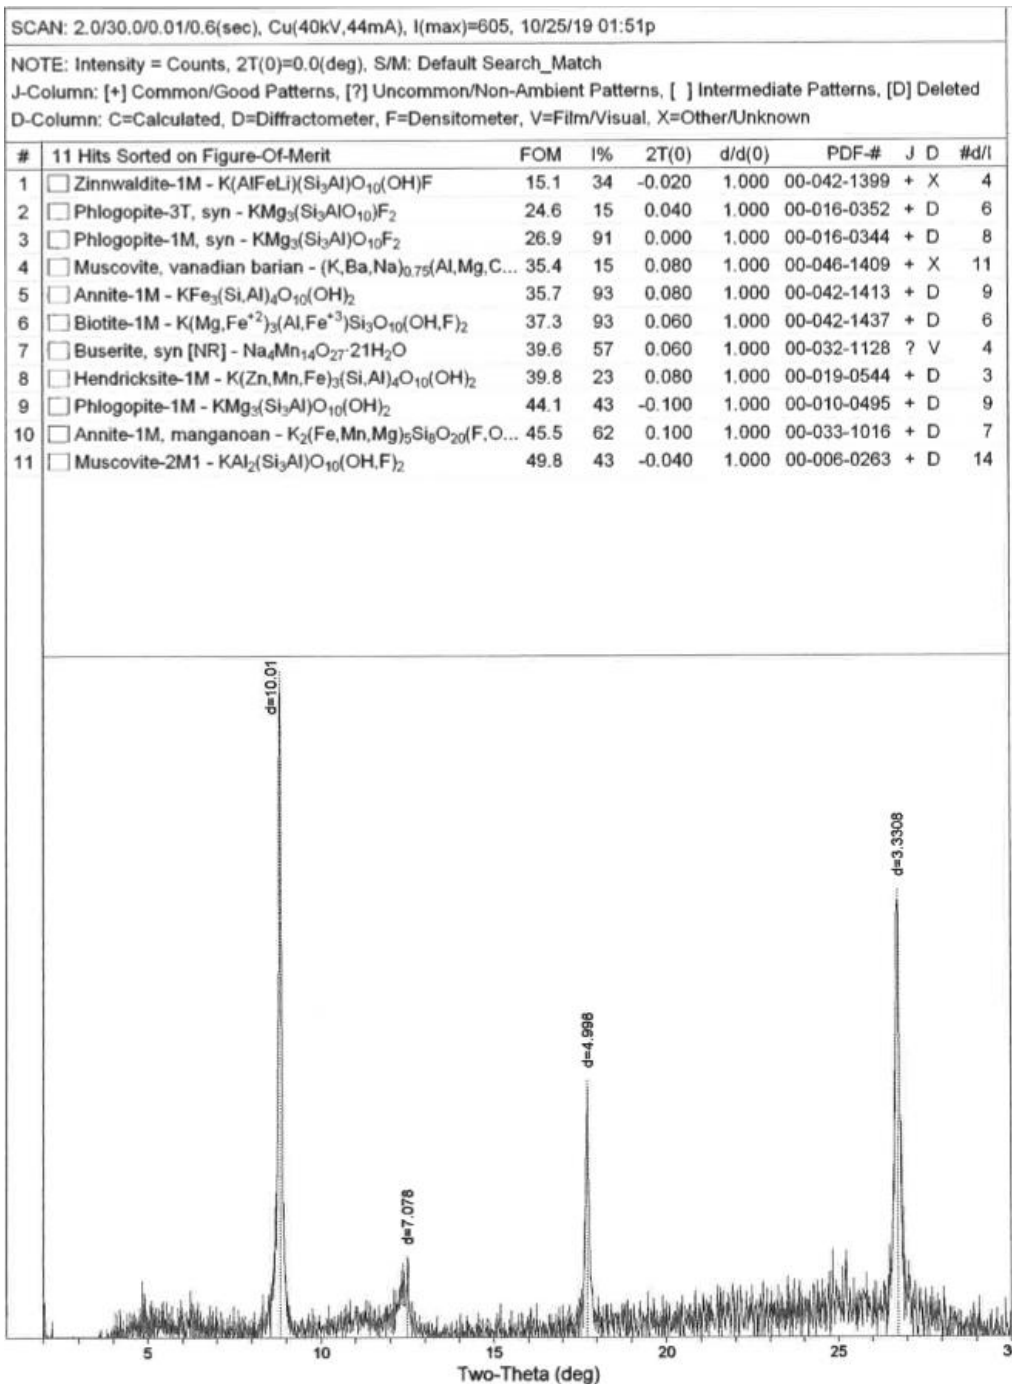 SCAN: 2.0/30.0/0.01/0.6(sec), Cu(40kV,44mA), I(max)=605, 10/25/19 01:51p
NOTE: Intensity = Counts, 2T(0)=0.0(deg), S/M: Default Search_Match
J-Column: [+] Common/Good Patterns, [?] Uncommon/Non-Ambient Patterns, [ ] Intermediate Patterns, [D] Deleted
D-Column: C=Calculated, D=Diffractometer, F=Densitometer, V=Film/Visual, X=Other/Unknown
# 11 Hits Sorted on Figure-Of-Merit FOM I% 2T(0) d/d(0) PDF-# J D #d/I
1 Zinnwaldite-1M - K(AlFeLi)(Si₃Al)O₁₀(OH)F 15.1 34 -0.020 1.000 00-042-1399 + X 4
2 Phlogopite-3T, syn - KMg₃(Si₃AlO₁₀)F₂ 24.6 15 0.040 1.000 00-016-0352 + D 6
3 Phlogopite-1M, syn - KMg₃(Si₃Al)O₁₀F₂ 26.9 91 0.000 1.000 00-016-0344 + D 8
4 Muscovite, vanadian barian - (K,Ba,Na)₀.₇₅(Al,Mg,C... 35.4 15 0.080 1.000 00-046-1409 + X 11
5 Annite-1M - KFe₃(Si,Al)₄O₁₀(OH)₂ 35.7 93 0.080 1.000 00-042-1413 + D 9
6 Biotite-1M - K(Mg,Fe⁺²)₃(Al,Fe⁺³)Si₃O₁₀(OH,F)₂ 37.3 93 0.060 1.000 00-042-1437 + D 6
7 Buserite, syn [NR] - Na₄Mn₁₄O₂₇·21H₂O 39.6 57 0.060 1.000 00-032-1128 ? V 4
8 Hendricksite-1M - K(Zn,Mn,Fe)₃(Si,Al)₄O₁₀(OH)₂ 39.8 23 0.080 1.000 00-019-0544 + D 3
9 Phlogopite-1M - KMg₃(Si₃Al)O₁₀(OH)₂ 44.1 43 -0.100 1.000 00-010-0495 + D 9
10 Annite-1M, manganoan - K₂(Fe,Mn,Mg)₅Si₈O₂₀(F,O... 45.5 62 0.100 1.000 00-033-1016 + D 7
11 Muscovite-2M1 - KAl₂(Si₃Al)O₁₀(OH,F)₂ 49.8 43 -0.040 1.000 00-006-0263 + D 14
d=10.01
d=7.078
d=4.998
d=3.3308
5 10 15 20 25
Two-Theta (deg)